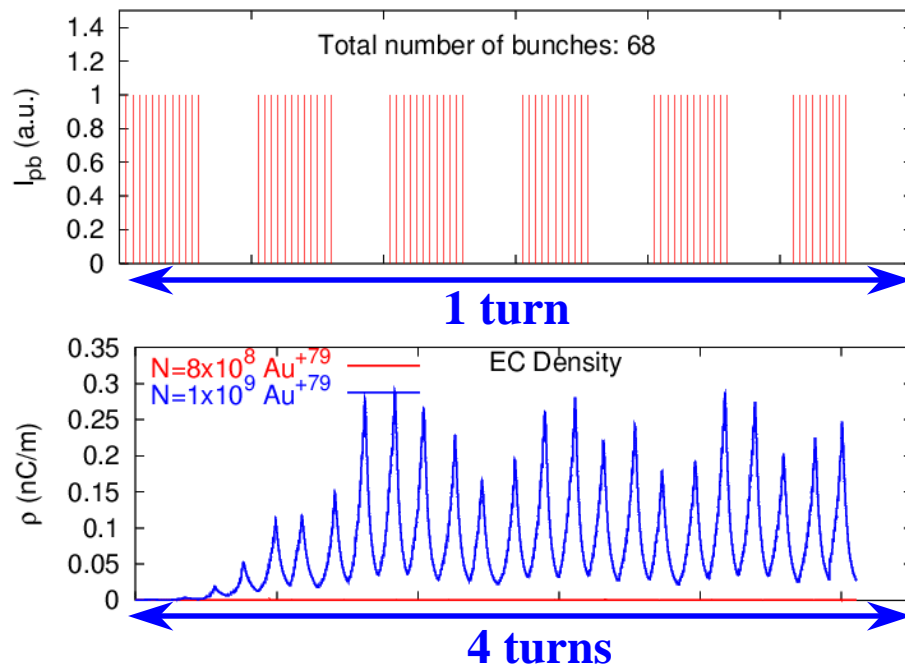 Total number of bunches: 68
1.4
1.2
1
0.8
0.6
0.4
0.2
0
I_pb (a.u.)
1 turn
EC Density
N=8x10^8 Au^+79
N=1x10^9 Au^+79
0.35
0.3
0.25
0.2
0.15
0.1
0.05
0
ρ (nC/m)
4 turns